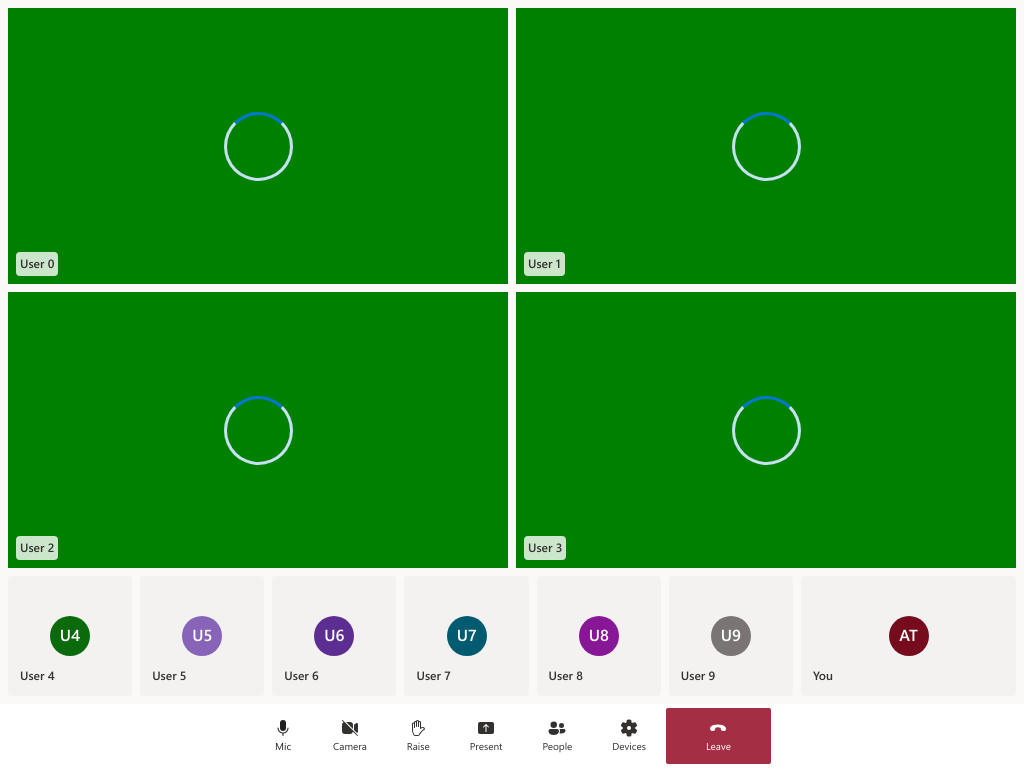 User 0
User 1
User 2
User 3
U4
U5
U6
U7
U8
U9
AT
User 4
User 5
User 6
User 7
User 8
User 9
You
Mic
Camera
Raise
Present
People
Devices
Leave